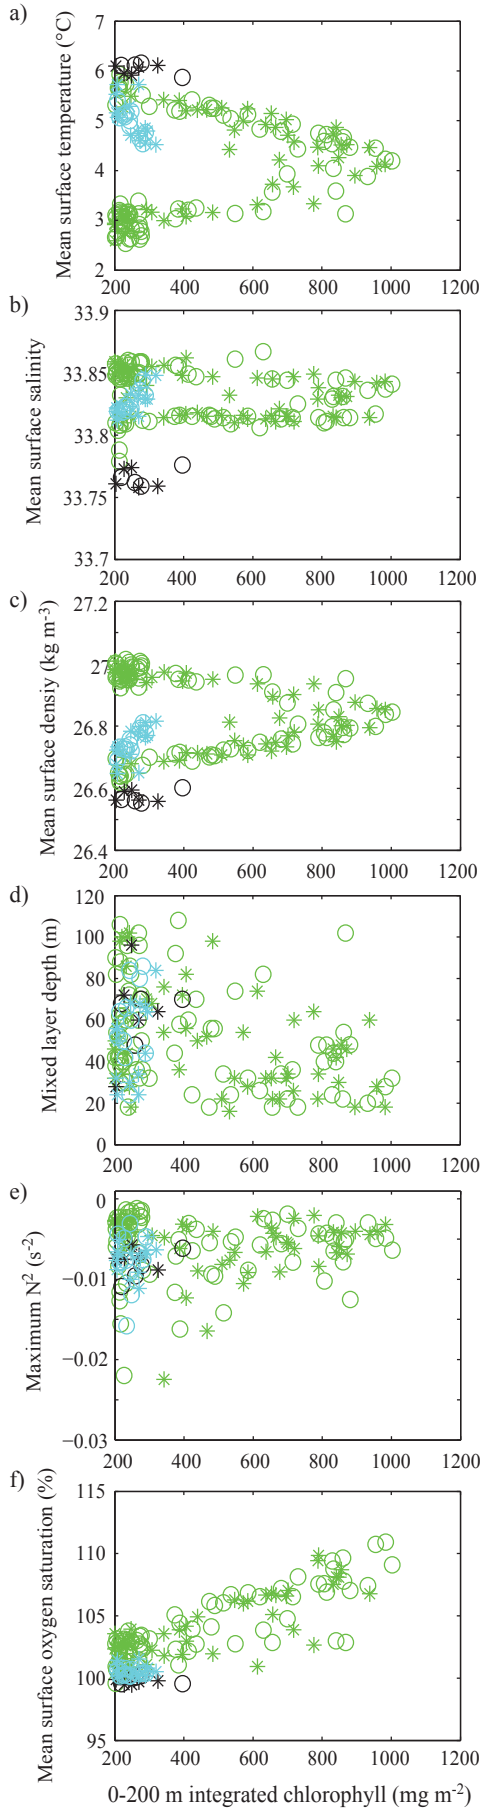 a)
Mean surface temperature (°C)
7
6
5
4
3
2
200 400 600 800 1000 1200
b)
Mean surface salinity
33.9
33.85
33.8
33.75
33.7
200 400 600 800 1000 1200
c)
Mean surface densiy (kg m-3)
27.2
27
26.8
26.6
26.4
200 400 600 800 1000 1200
d)
Mixed layer depth (m)
120
100
80
60
40
20
0
200 400 600 800 1000 1200
e)
Maximum N2 (s-2)
0
−0.01
−0.02
−0.03
200 400 600 800 1000 1200
f)
Mean surface oxygen saturation (%)
115
110
105
100
95
200 400 600 800 1000 1200
0-200 m integrated chlorophyll (mg m-2)